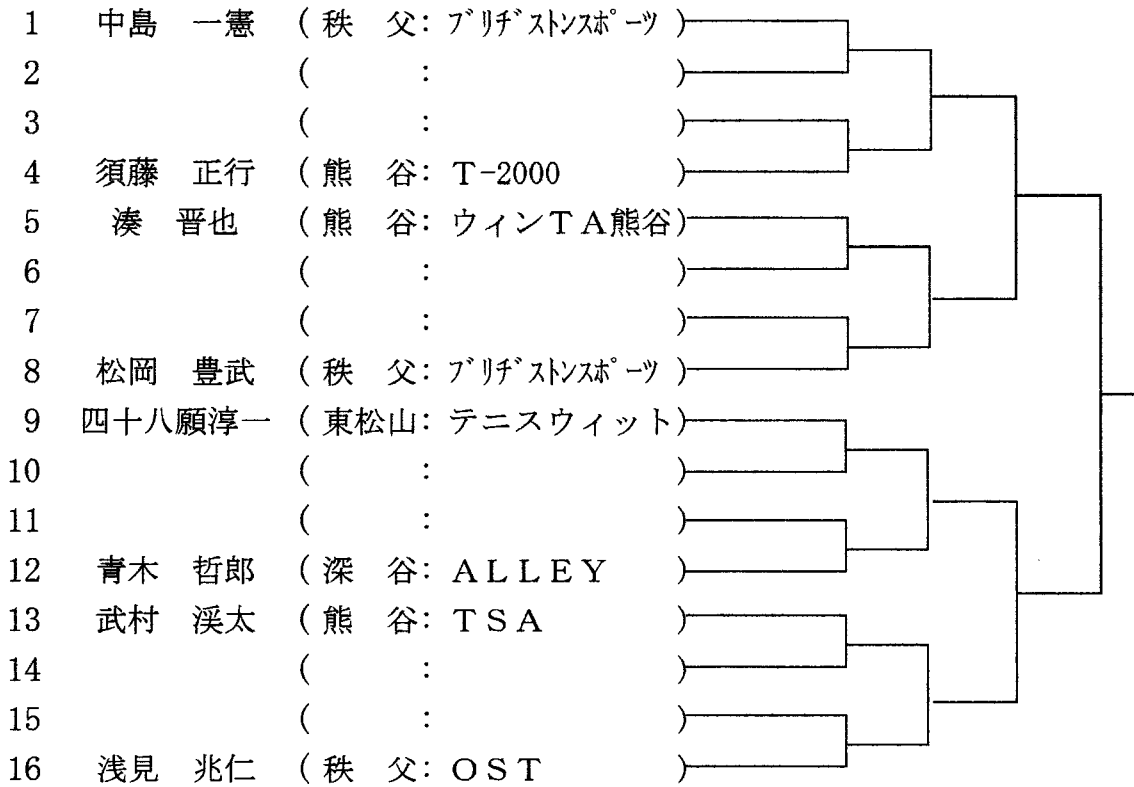 1 中島 一憲 ( 秩 父: ﾌﾞﾘﾁﾞｽﾄﾝｽﾎﾟｰﾂ )
2 ( : )
3 ( : )
4 須藤 正行 ( 熊 谷: T-2000 )
5 湊 晋也 ( 熊 谷: ウィンＴＡ熊谷)
6 ( : )
7 ( : )
8 松岡 豊武 ( 秩 父: ﾌﾞﾘﾁﾞｽﾄﾝｽﾎﾟｰﾂ )
9 四十八願淳一 ( 東松山: テニスウィット)
10 ( : )
11 ( : )
12 青木 哲郎 ( 深 谷: ＡＬＬＥＹ )
13 武村 渓太 ( 熊 谷: ＴＳＡ )
14 ( : )
15 ( : )
16 浅見 兆仁 ( 秩 父: ＯＳＴ )